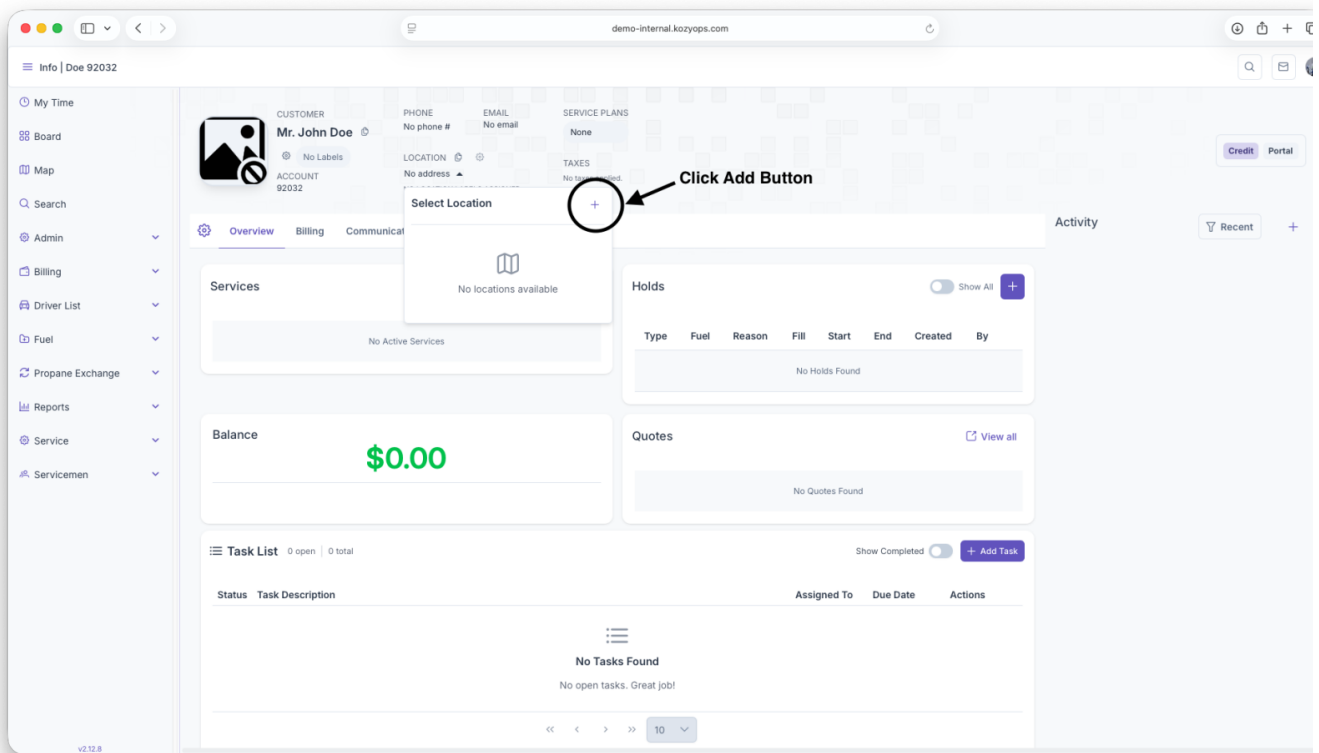 demo-internal.kozyops.com
Info | Doe 92032
My Time
Board
Map
Search
Admin
Billing
Driver List
Fuel
Propane Exchange
Reports
Service
Servicemen
v2.12.8
CUSTOMER
Mr. John Doe
No Labels
ACCOUNT
92032
PHONE
No phone #
EMAIL
No email
SERVICE PLANS
None
LOCATION
No address
TAXES
No taxes applied.
Credit
Portal
Click Add Button
Select Location
No locations available
Overview Billing Communicat
Activity
Recent
Services
No Active Services
Holds
Show All
Type Fuel Reason Fill Start End Created By
No Holds Found
Balance
$0.00
Quotes
View all
No Quotes Found
Task List 0 open 0 total
Show Completed
Add Task
Status Task Description Assigned To Due Date Actions
No Tasks Found
No open tasks. Great job!
10